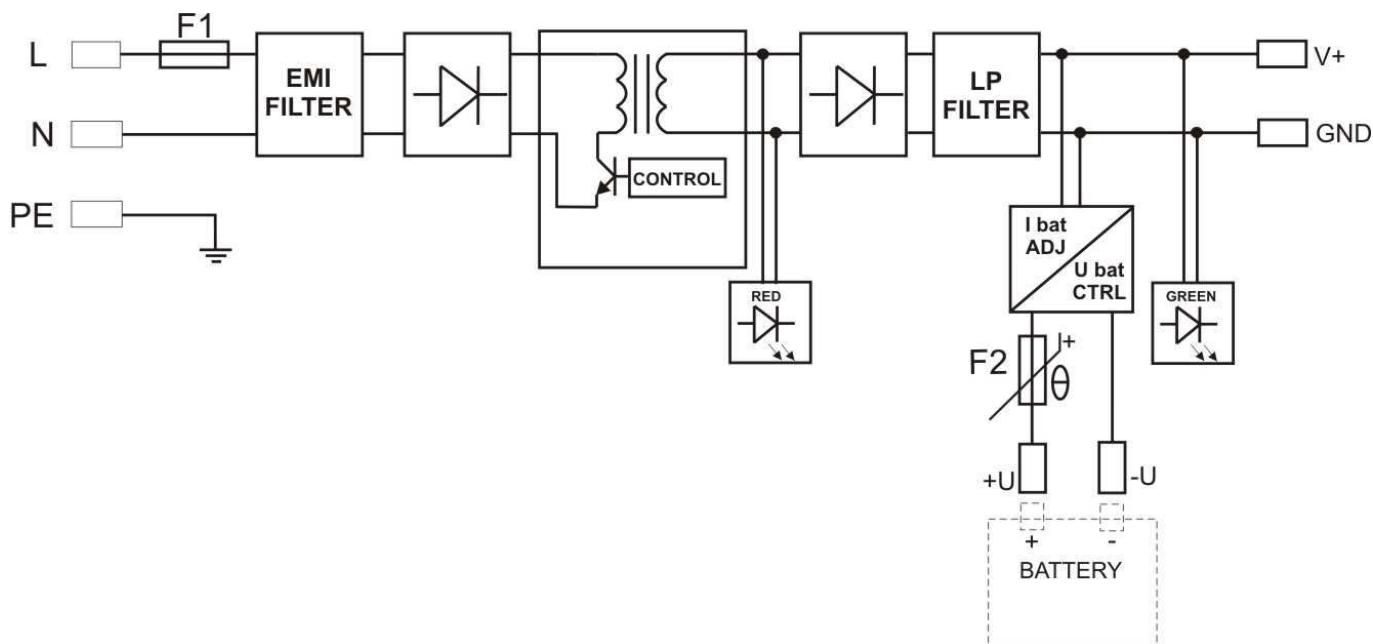 F1
L
EMI
FILTER
LP
FILTER
V+
N
GND
CONTROL
PE
I bat
ADJ
U bat
CTRL
RED
GREEN
F2
I+
θ
+U
-U
+
-
BATTERY